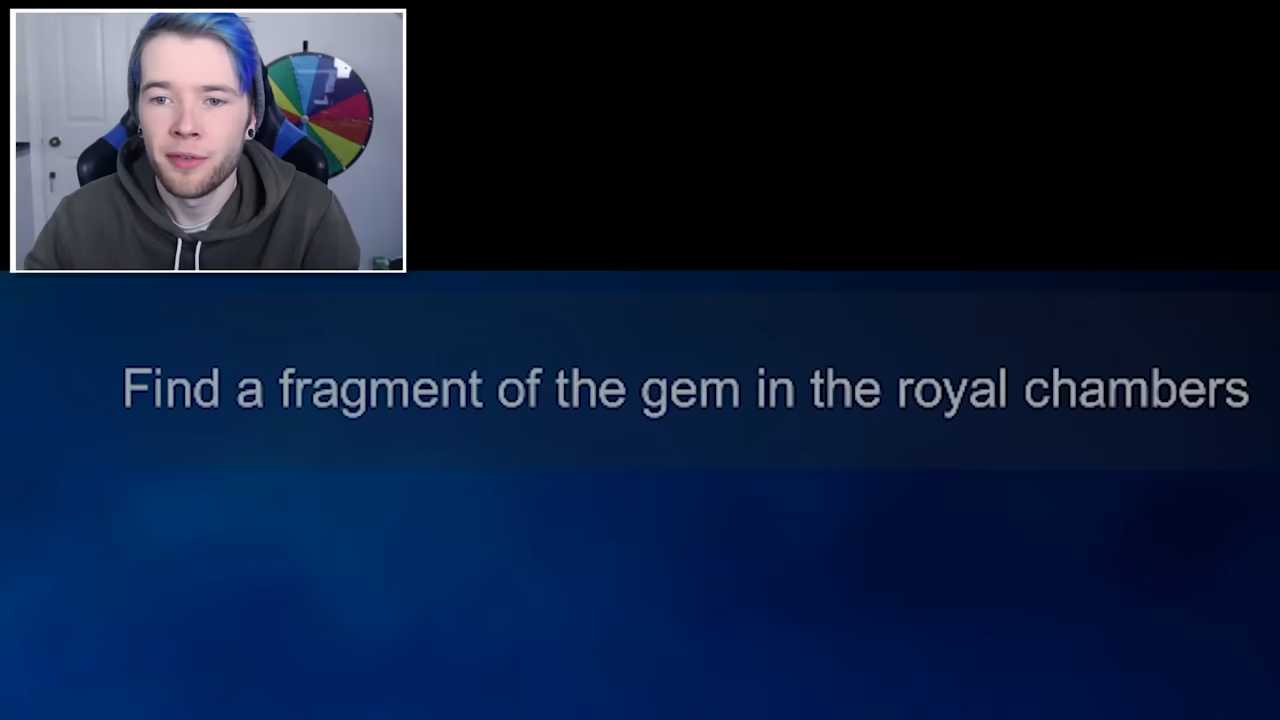 Find a fragment of the gem in the royal chambers